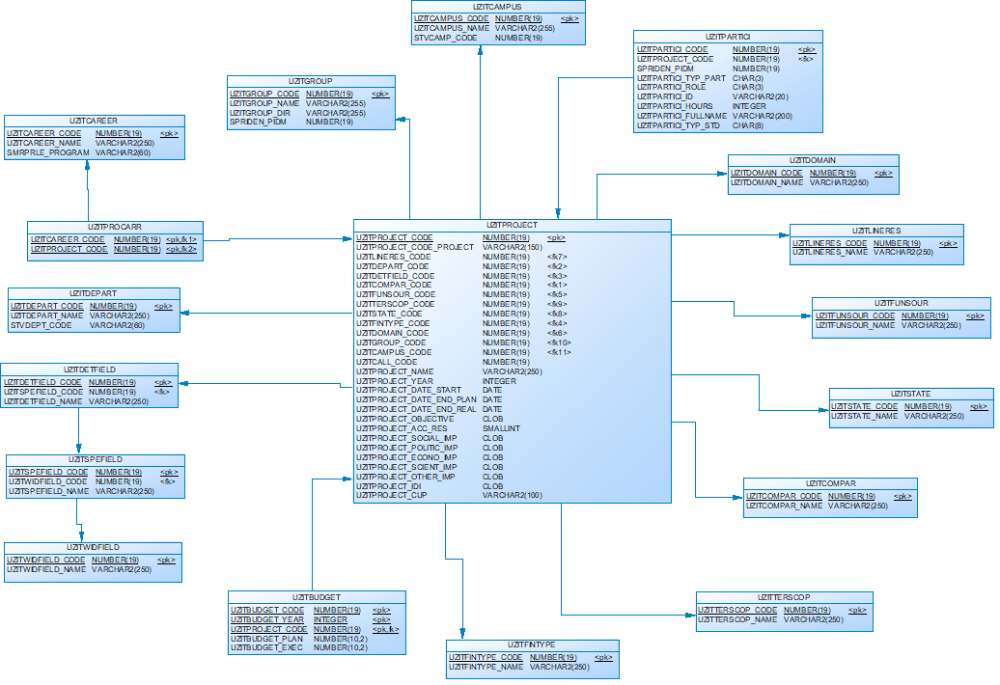 UZITCAMPUS
UZITCAMPUS_CODE NUMBER(19) <pk>
UZITCAMPUS_NAME VARCHAR2(255)
STVCAMP_CODE NUMBER(19)
UZITPARTICI
UZITPARTICI_CODE NUMBER(19) <pk>
UZITPROJECT_CODE NUMBER(19) <fk>
SPRIDEN_PIDM NUMBER(19)
UZITPARTICI_TYP_PART CHAR(3)
UZITPARTICI_ROLE CHAR(3)
UZITPARTICI_ID VARCHAR2(20)
UZITPARTICI_HOURS INTEGER
UZITPARTICI_FULLNAME VARCHAR2(200)
UZITPARTICI_TYP_STD CHAR(8)
UZITGROUP
UZITGROUP_CODE NUMBER(19) <pk>
UZITGROUP_NAME VARCHAR2(255)
UZITGROUP_DIR VARCHAR2(255)
SPRIDEN_PIDM NUMBER(19)
UZITCAREER
UZITCAREER_CODE NUMBER(19) <pk>
UZITCAREER_NAME VARCHAR2(250)
SMRPRLE_PROGRAM VARCHAR2(60)
UZITDOMAIN
UZITDOMAIN_CODE NUMBER(19) <pk>
UZITDOMAIN_NAME VARCHAR2(250)
UZITPROCARR
UZITCAREER_CODE NUMBER(19) <pk,fk1>
UZITPROJECT_CODE NUMBER(19) <pk,fk2>
UZITPROJECT
UZITPROJECT_CODE NUMBER(19) <pk>
UZITPROJECT_CODE_PROJECT VARCHAR2(150)
UZITLINERES_CODE NUMBER(19) <fk7>
UZITDEPART_CODE NUMBER(19) <fk2>
UZITDETFIELD_CODE NUMBER(19) <fk3>
UZITCOMPAR_CODE NUMBER(19) <fk1>
UZITFUNSOUR_CODE NUMBER(19) <fk5>
UZITTERSCOP_CODE NUMBER(19) <fk9>
UZITSTATE_CODE NUMBER(19) <fk8>
UZITFINTYPE_CODE NUMBER(19) <fk4>
UZITDOMAIN_CODE NUMBER(19) <fk6>
UZITGROUP_CODE NUMBER(19) <fk10>
UZITCAMPUS_CODE NUMBER(19) <fk11>
UZITCALL_CODE NUMBER(19)
UZITPROJECT_NAME VARCHAR2(250)
UZITPROJECT_YEAR INTEGER
UZITPROJECT_DATE_START DATE
UZITPROJECT_DATE_END_PLAN DATE
UZITPROJECT_DATE_END_REAL DATE
UZITPROJECT_OBJECTIVE CLOB
UZITPROJECT_ACC_RES SMALLINT
UZITPROJECT_SOCIAL_IMP CLOB
UZITPROJECT_POLITIC_IMP CLOB
UZITPROJECT_ECONO_IMP CLOB
UZITPROJECT_SCIENT_IMP CLOB
UZITPROJECT_OTHER_IMP CLOB
UZITPROJECT_IDI CLOB
UZITPROJECT_CUP VARCHAR2(100)
UZITLINERES
UZITLINERES_CODE NUMBER(19) <pk>
UZITLINERES_NAME VARCHAR2(250)
UZITDEPART
UZITDEPART_CODE NUMBER(19) <pk>
UZITDEPART_NAME VARCHAR2(250)
STVDEPT_CODE VARCHAR2(60)
UZITFUNSOUR
UZITFUNSOUR_CODE NUMBER(19) <pk>
UZITFUNSOUR_NAME VARCHAR2(250)
UZITDETFIELD
UZITDETFIELD_CODE NUMBER(19) <pk>
UZITSPEFIELD_CODE NUMBER(19) <fk>
UZITDETFIELD_NAME VARCHAR2(250)
UZITSTATE
UZITSTATE_CODE NUMBER(19) <pk>
UZITSTATE_NAME VARCHAR2(250)
UZITSPEFIELD
UZITSPEFIELD_CODE NUMBER(19) <pk>
UZITWIDFIELD_CODE NUMBER(19) <fk>
UZITSPEFIELD_NAME VARCHAR2(250)
UZITCOMPAR
UZITCOMPAR_CODE NUMBER(19) <pk>
UZITCOMPAR_NAME VARCHAR2(250)
UZITWIDFIELD
UZITWIDFIELD_CODE NUMBER(19) <pk>
UZITWIDFIELD_NAME VARCHAR2(250)
UZITBUDGET
UZITBUDGET_CODE NUMBER(19) <pk>
UZITBUDGET_YEAR INTEGER <pk>
UZITPROJECT_CODE NUMBER(19) <pk,fk>
UZITBUDGET_PLAN NUMBER(10,2)
UZITBUDGET_EXEC NUMBER(10,2)
UZITTERSCOP
UZITTERSCOP_CODE NUMBER(19) <pk>
UZITTERSCOP_NAME VARCHAR2(250)
UZITFINTYPE
UZITFINTYPE_CODE NUMBER(19) <pk>
UZITFINTYPE_NAME VARCHAR2(250)